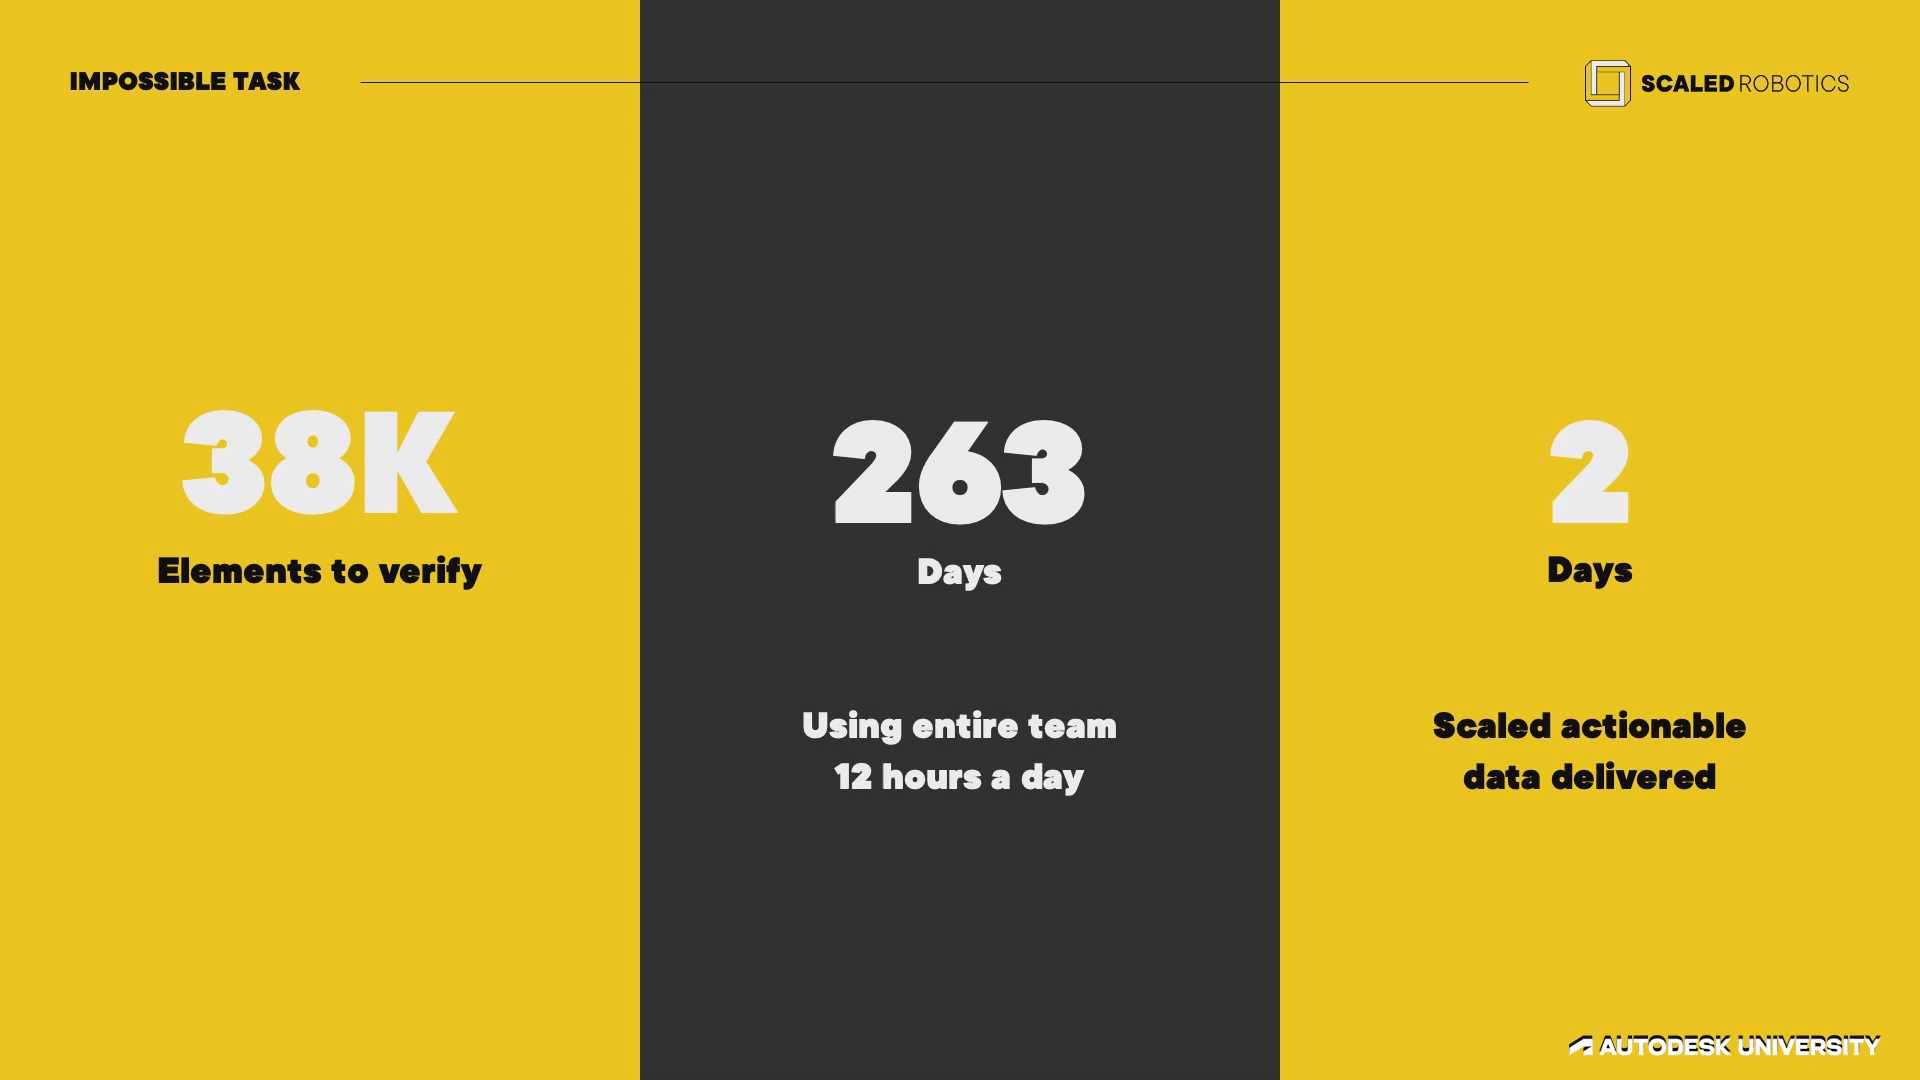 IMPOSSIBLE TASK
SCALED ROBOTICS
38K
Elements to verify
263
Days
Using entire team
12 hours a day
2
Days
Scaled actionable
data delivered
AUTODESK UNIVERSITY